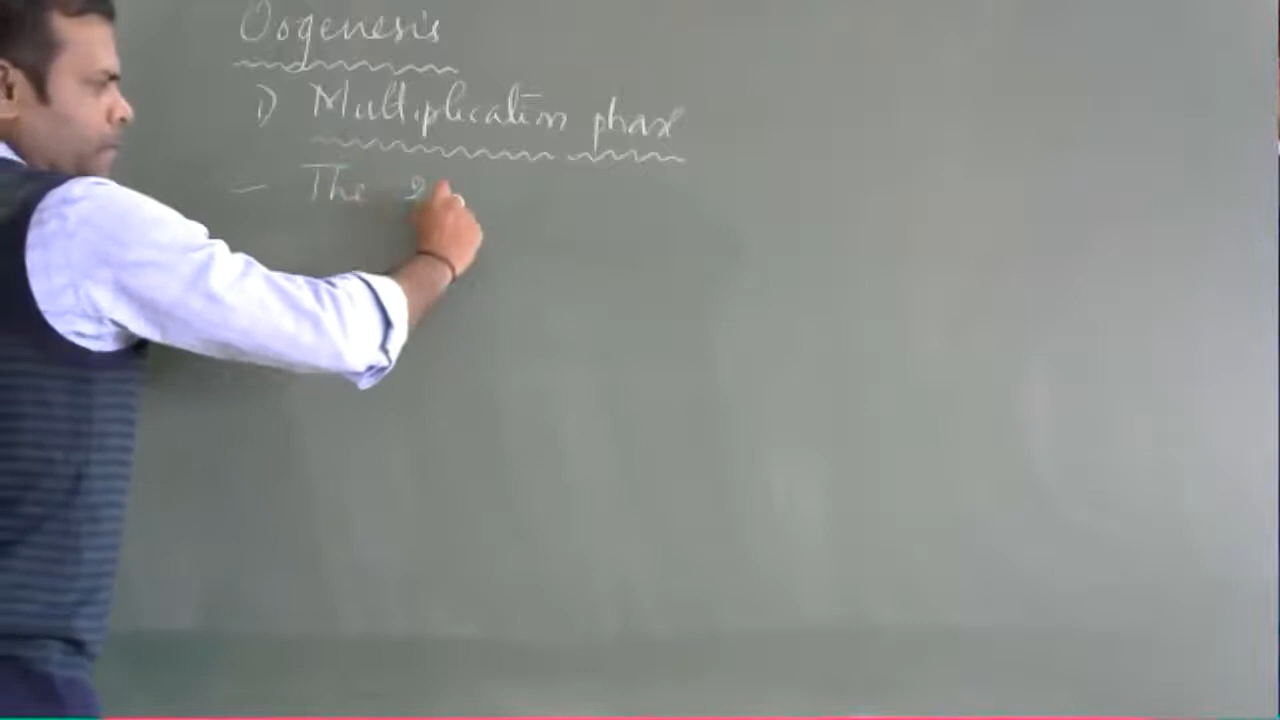 Oogenesis
1) Multiplication phase
- The